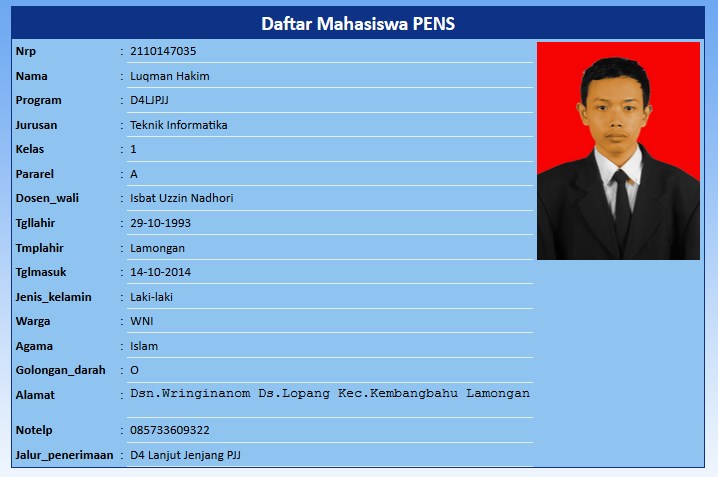 Daftar Mahasiswa PENS
Nrp : 2110147035
Nama : Luqman Hakim
Program : D4LJPJJ
Jurusan : Teknik Informatika
Kelas : 1
Pararel : A
Dosen_wali : Isbat Uzzin Nadhori
Tgllahir : 29-10-1993
Tmplahir : Lamongan
Tglmasuk : 14-10-2014
Jenis_kelamin : Laki-laki
Warga : WNI
Agama : Islam
Golongan_darah : O
Alamat : Dsn.Wringinanom Ds.Lopang Kec.Kembangbahu Lamongan
Notelp : 085733609322
Jalur_penerimaan : D4 Lanjut Jenjang PJJ